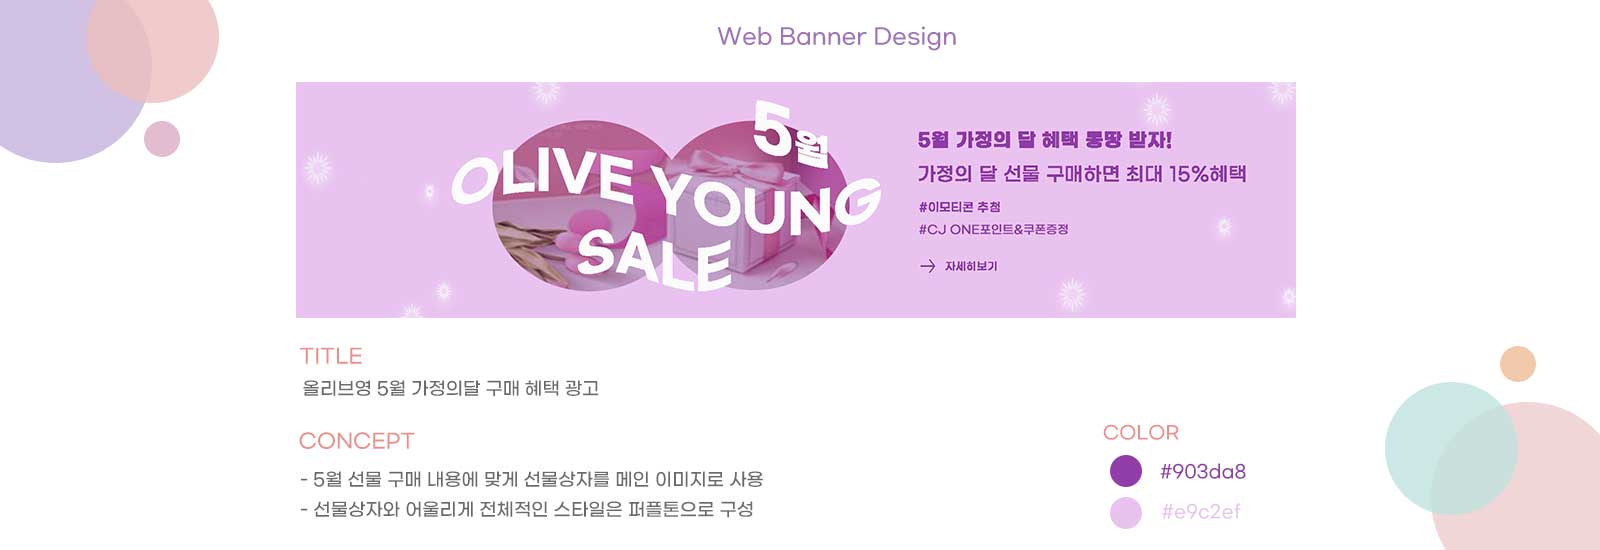 Web Banner Design
5월
OLIVE YOUNG
SALE
5월 가정의 달 혜택 몽땅 받자!
가정의 달 선물 구매하면 최대 15%혜택
#이모티콘 추첨
#CJ ONE포인트&쿠폰증정
→ 자세히보기
TITLE
올리브영 5월 가정의달 구매 혜택 광고
CONCEPT
- 5월 선물 구매 내용에 맞게 선물상자를 메인 이미지로 사용
- 선물상자와 어울리게 전체적인 스타일은 퍼플톤으로 구성
COLOR
#903da8
#e9c2ef